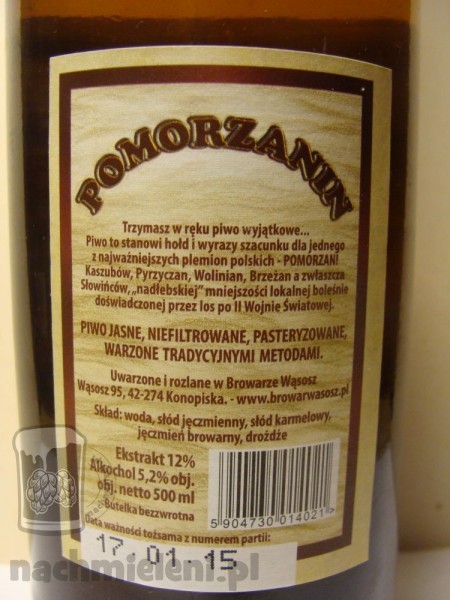 POMORZANIN
Trzymasz w ręku piwo wyjątkowe...
Piwo to stanowi hołd i wyrazy szacunku dla jednego
z najważniejszych plemion polskich - POMORZAN!
Kaszubów, Pyrzyczan, Wolinian, Brzeżan a zwłaszcza
Słowińców, „nadłebskiej" mniejszości lokalnej boleśnie
doświadczonej przez los po II Wojnie Światowej.
PIWO JASNE, NIEFILTROWANE, PASTERYZOWANE,
WARZONE TRADYCYJNYMI METODAMI.
Uwarzone i rozlane w Browarze Wąsosz
Wąsosz 95, 42-274 Konopiska. - www.browarwasosz.pl
Skład: woda, słód jęczmienny, słód karmelowy,
jęczmień browarny, drożdże
Ekstrakt 12%
Alkohol 5,2% obj.
obj. netto 500 ml
Butelka bezzwrotna
5 904730 014021
Data ważności tożsama z numerem partii:
17.01.15
nachmieleni.pl